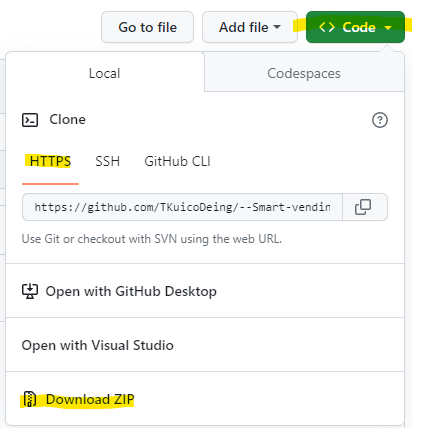 Go to file
Add file
<> Code
Local
Codespaces
Clone
HTTPS
SSH
GitHub CLI
https://github.com/TKuicoDeing/--Smart-vendin
Use Git or checkout with SVN using the web URL.
Open with GitHub Desktop
Open with Visual Studio
Download ZIP